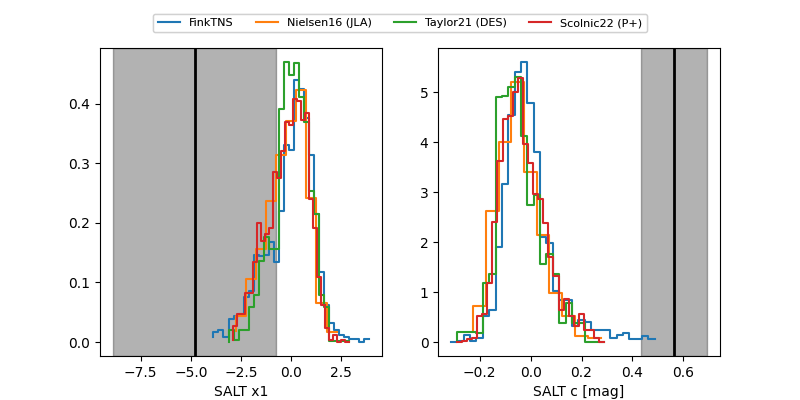 FinkTNS Nielsen16 (JLA) Taylor21 (DES) Scolnic22 (P+)
0.4
0.3
0.2
0.1
0.0
−7.5 −5.0 −2.5 0.0 2.5
SALT x1
5
4
3
2
1
0
−0.2 0.0 0.2 0.4 0.6
SALT c [mag]